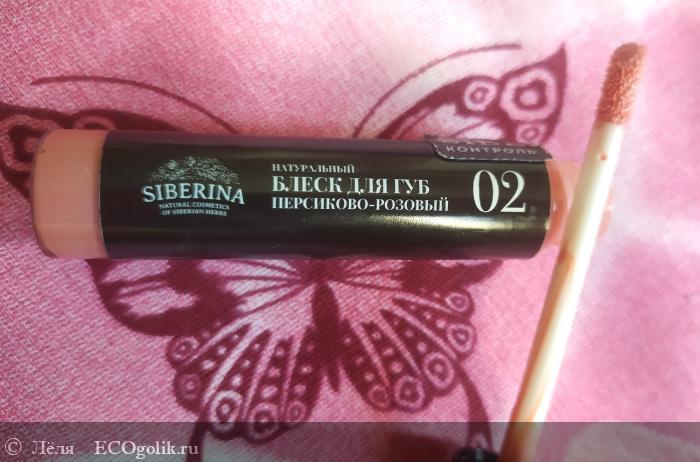 КОНТРОЛЬ
SIBERINA
NATURAL COSMETICS
OF SIBERIAN HERBS
НАТУРАЛЬНЫЙ
БЛЕСК ДЛЯ ГУБ
ПЕРСИКОВО-РОЗОВЫЙ
02
© Лёля ECOgolik.ru